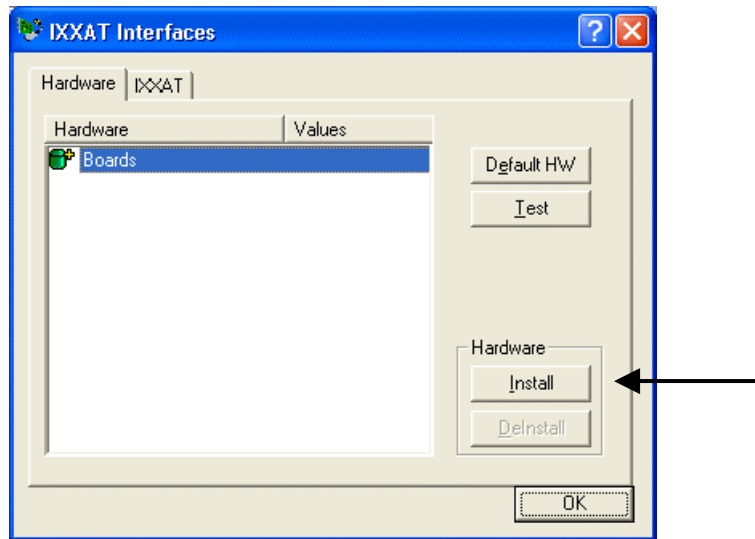 IXXAT Interfaces
?
Hardware IXXAT
Hardware Values
Boards
Default HW
Test
Hardware
Install
DeInstall
OK